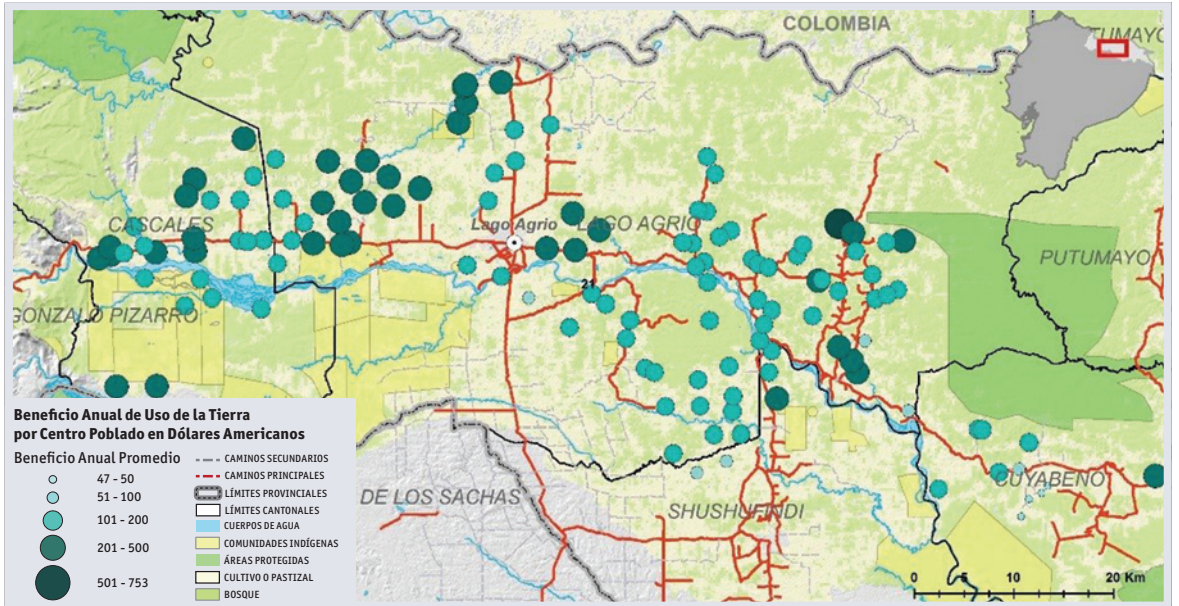 COLOMBIA
TUMAYO
CASCALES
Lago Agrio
LAGO AGRIO
PUTUMAYO
21
GONZALO PIZARRO
DE LOS SACHAS
SHUSHUFINDI
CUYABENO
0 5 10 20 Km
Beneficio Anual de Uso de la Tierra
por Centro Poblado en Dólares Americanos
Beneficio Anual Promedio
47 - 50
51 - 100
101 - 200
201 - 500
501 - 753
CAMINOS SECUNDARIOS
CAMINOS PRINCIPALES
LÍMITES PROVINCIALES
LÍMITES CANTONALES
CUERPOS DE AGUA
COMUNIDADES INDÍGENAS
ÁREAS PROTEGIDAS
CULTIVO O PASTIZAL
BOSQUE